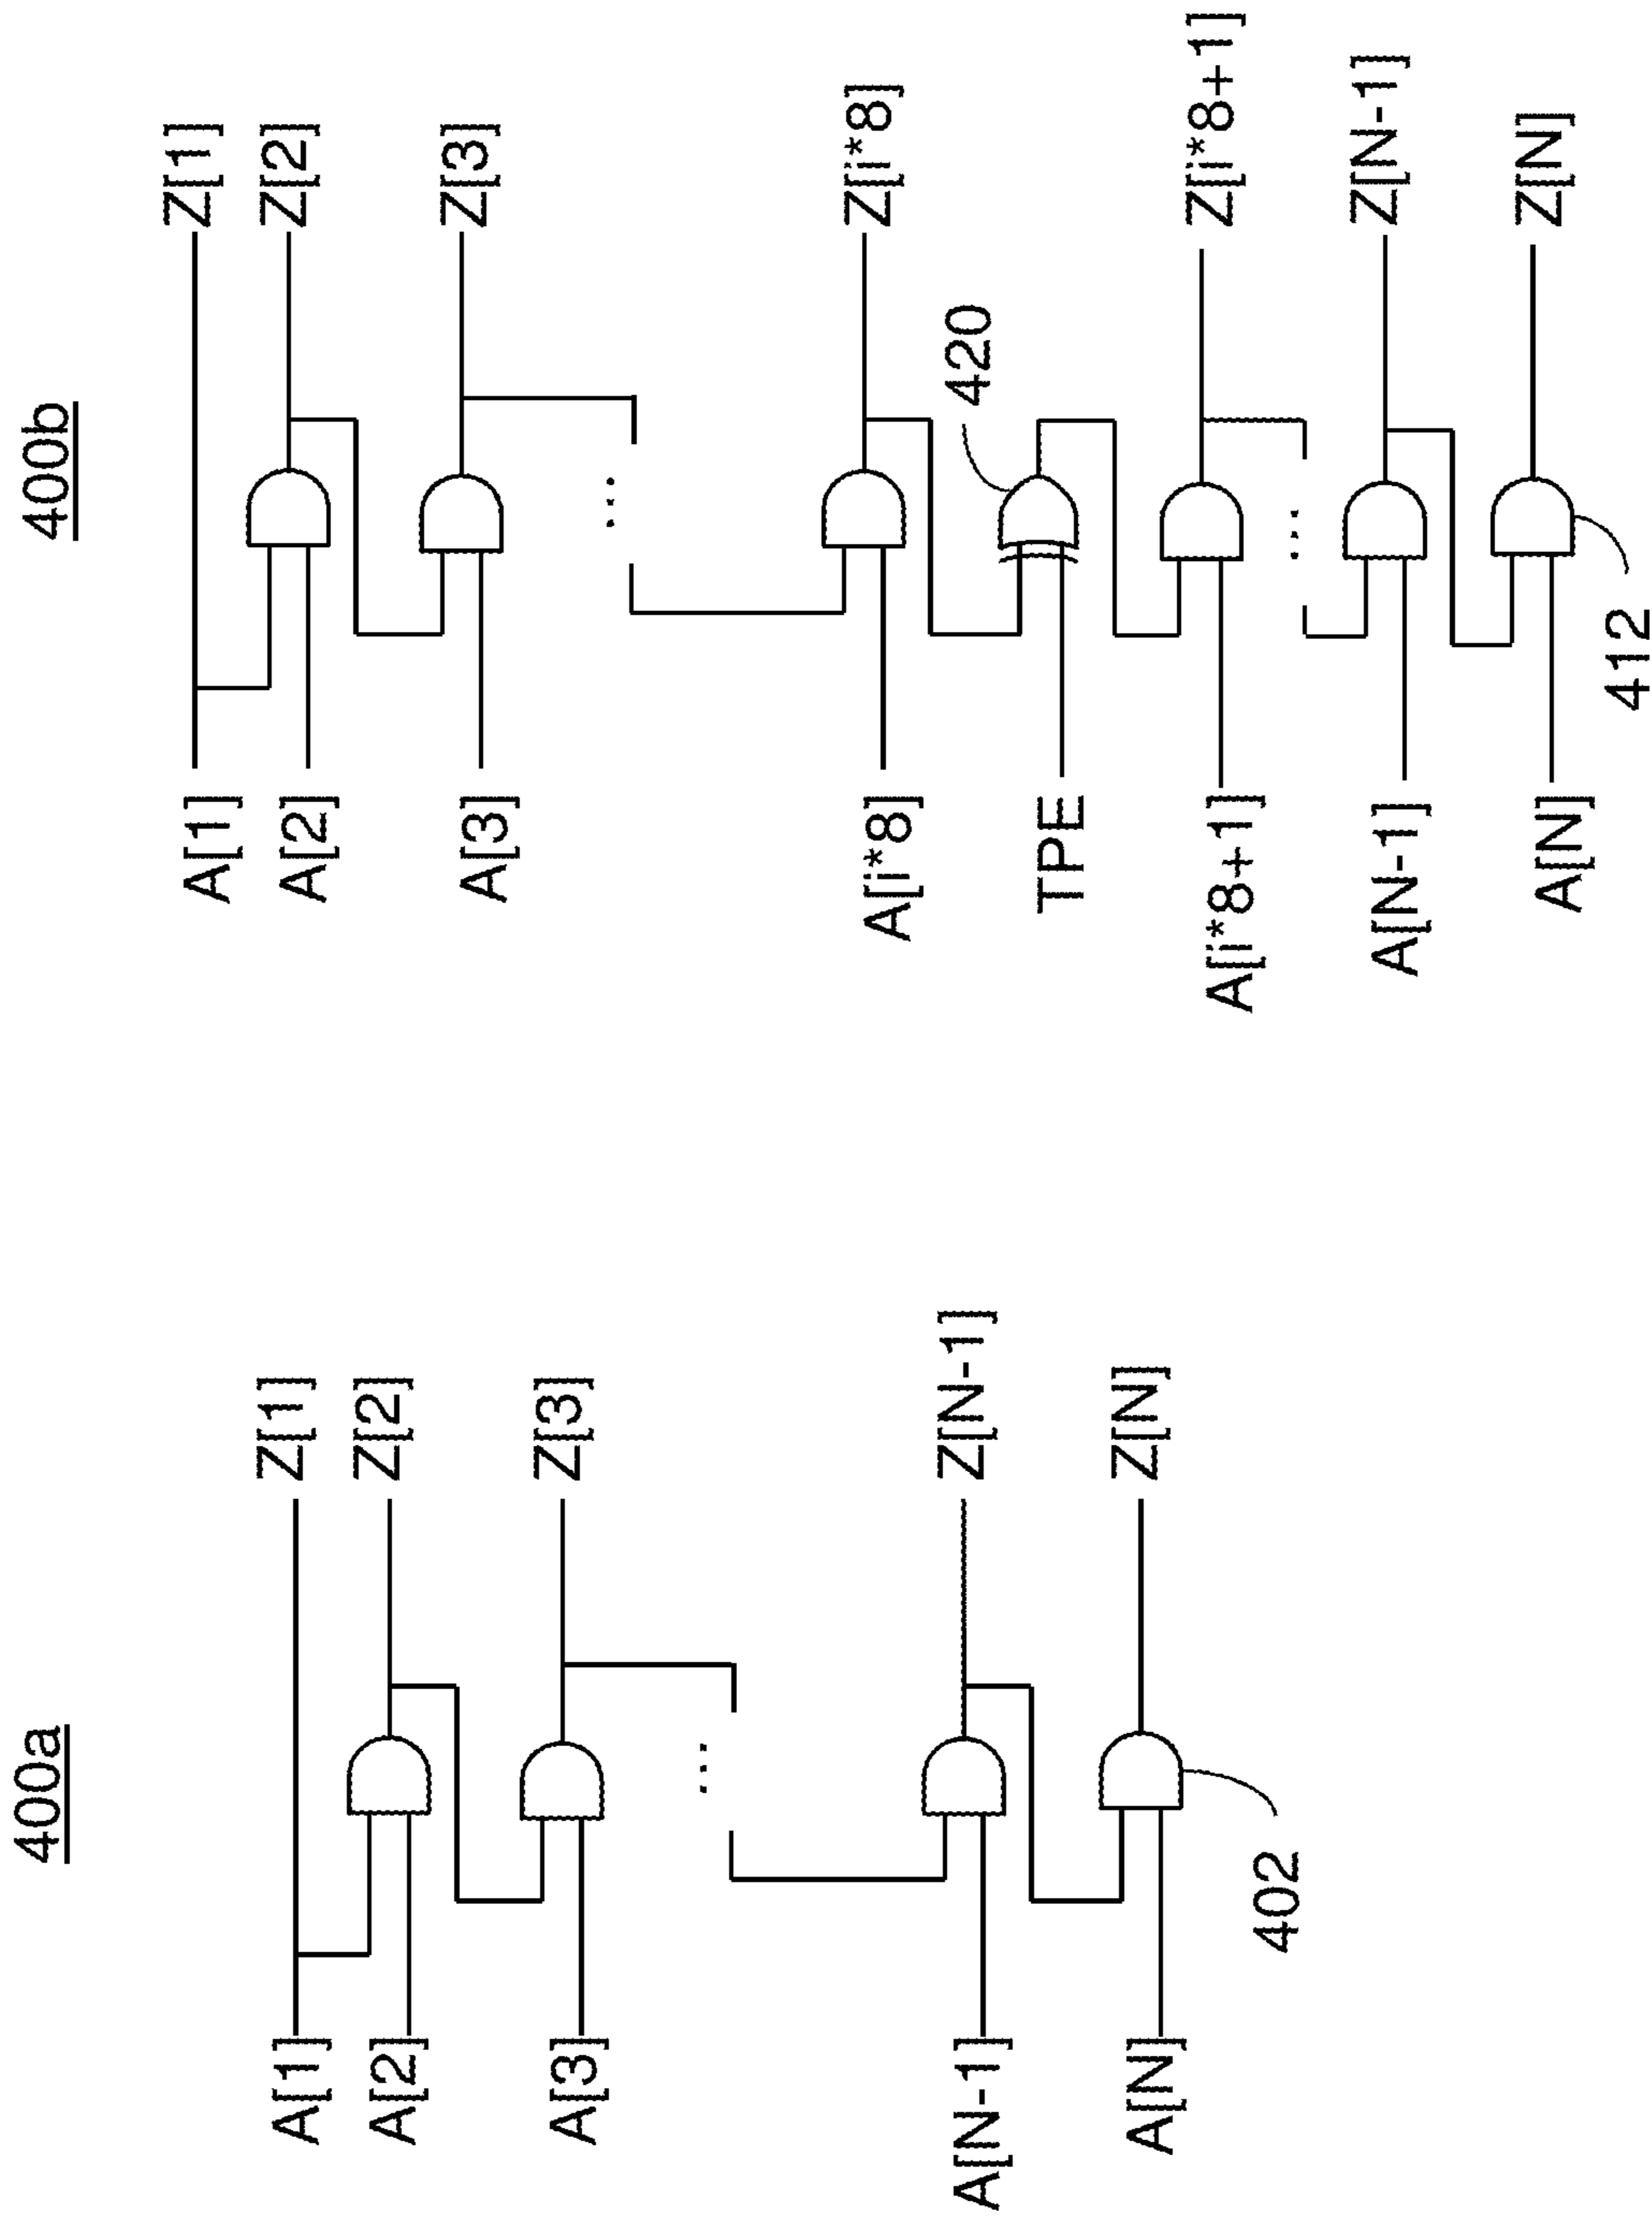 400a
A[1]
Z[1]
A[2]
Z[2]
A[3]
Z[3]
...
A[N-1]
Z[N-1]
A[N]
Z[N]
402
400b
A[1]
Z[1]
A[2]
Z[2]
A[3]
Z[3]
...
A[i*8]
Z[i*8]
420
TPE
A[i*8+1]
Z[i*8+1]
...
A[N-1]
Z[N-1]
A[N]
Z[N]
412